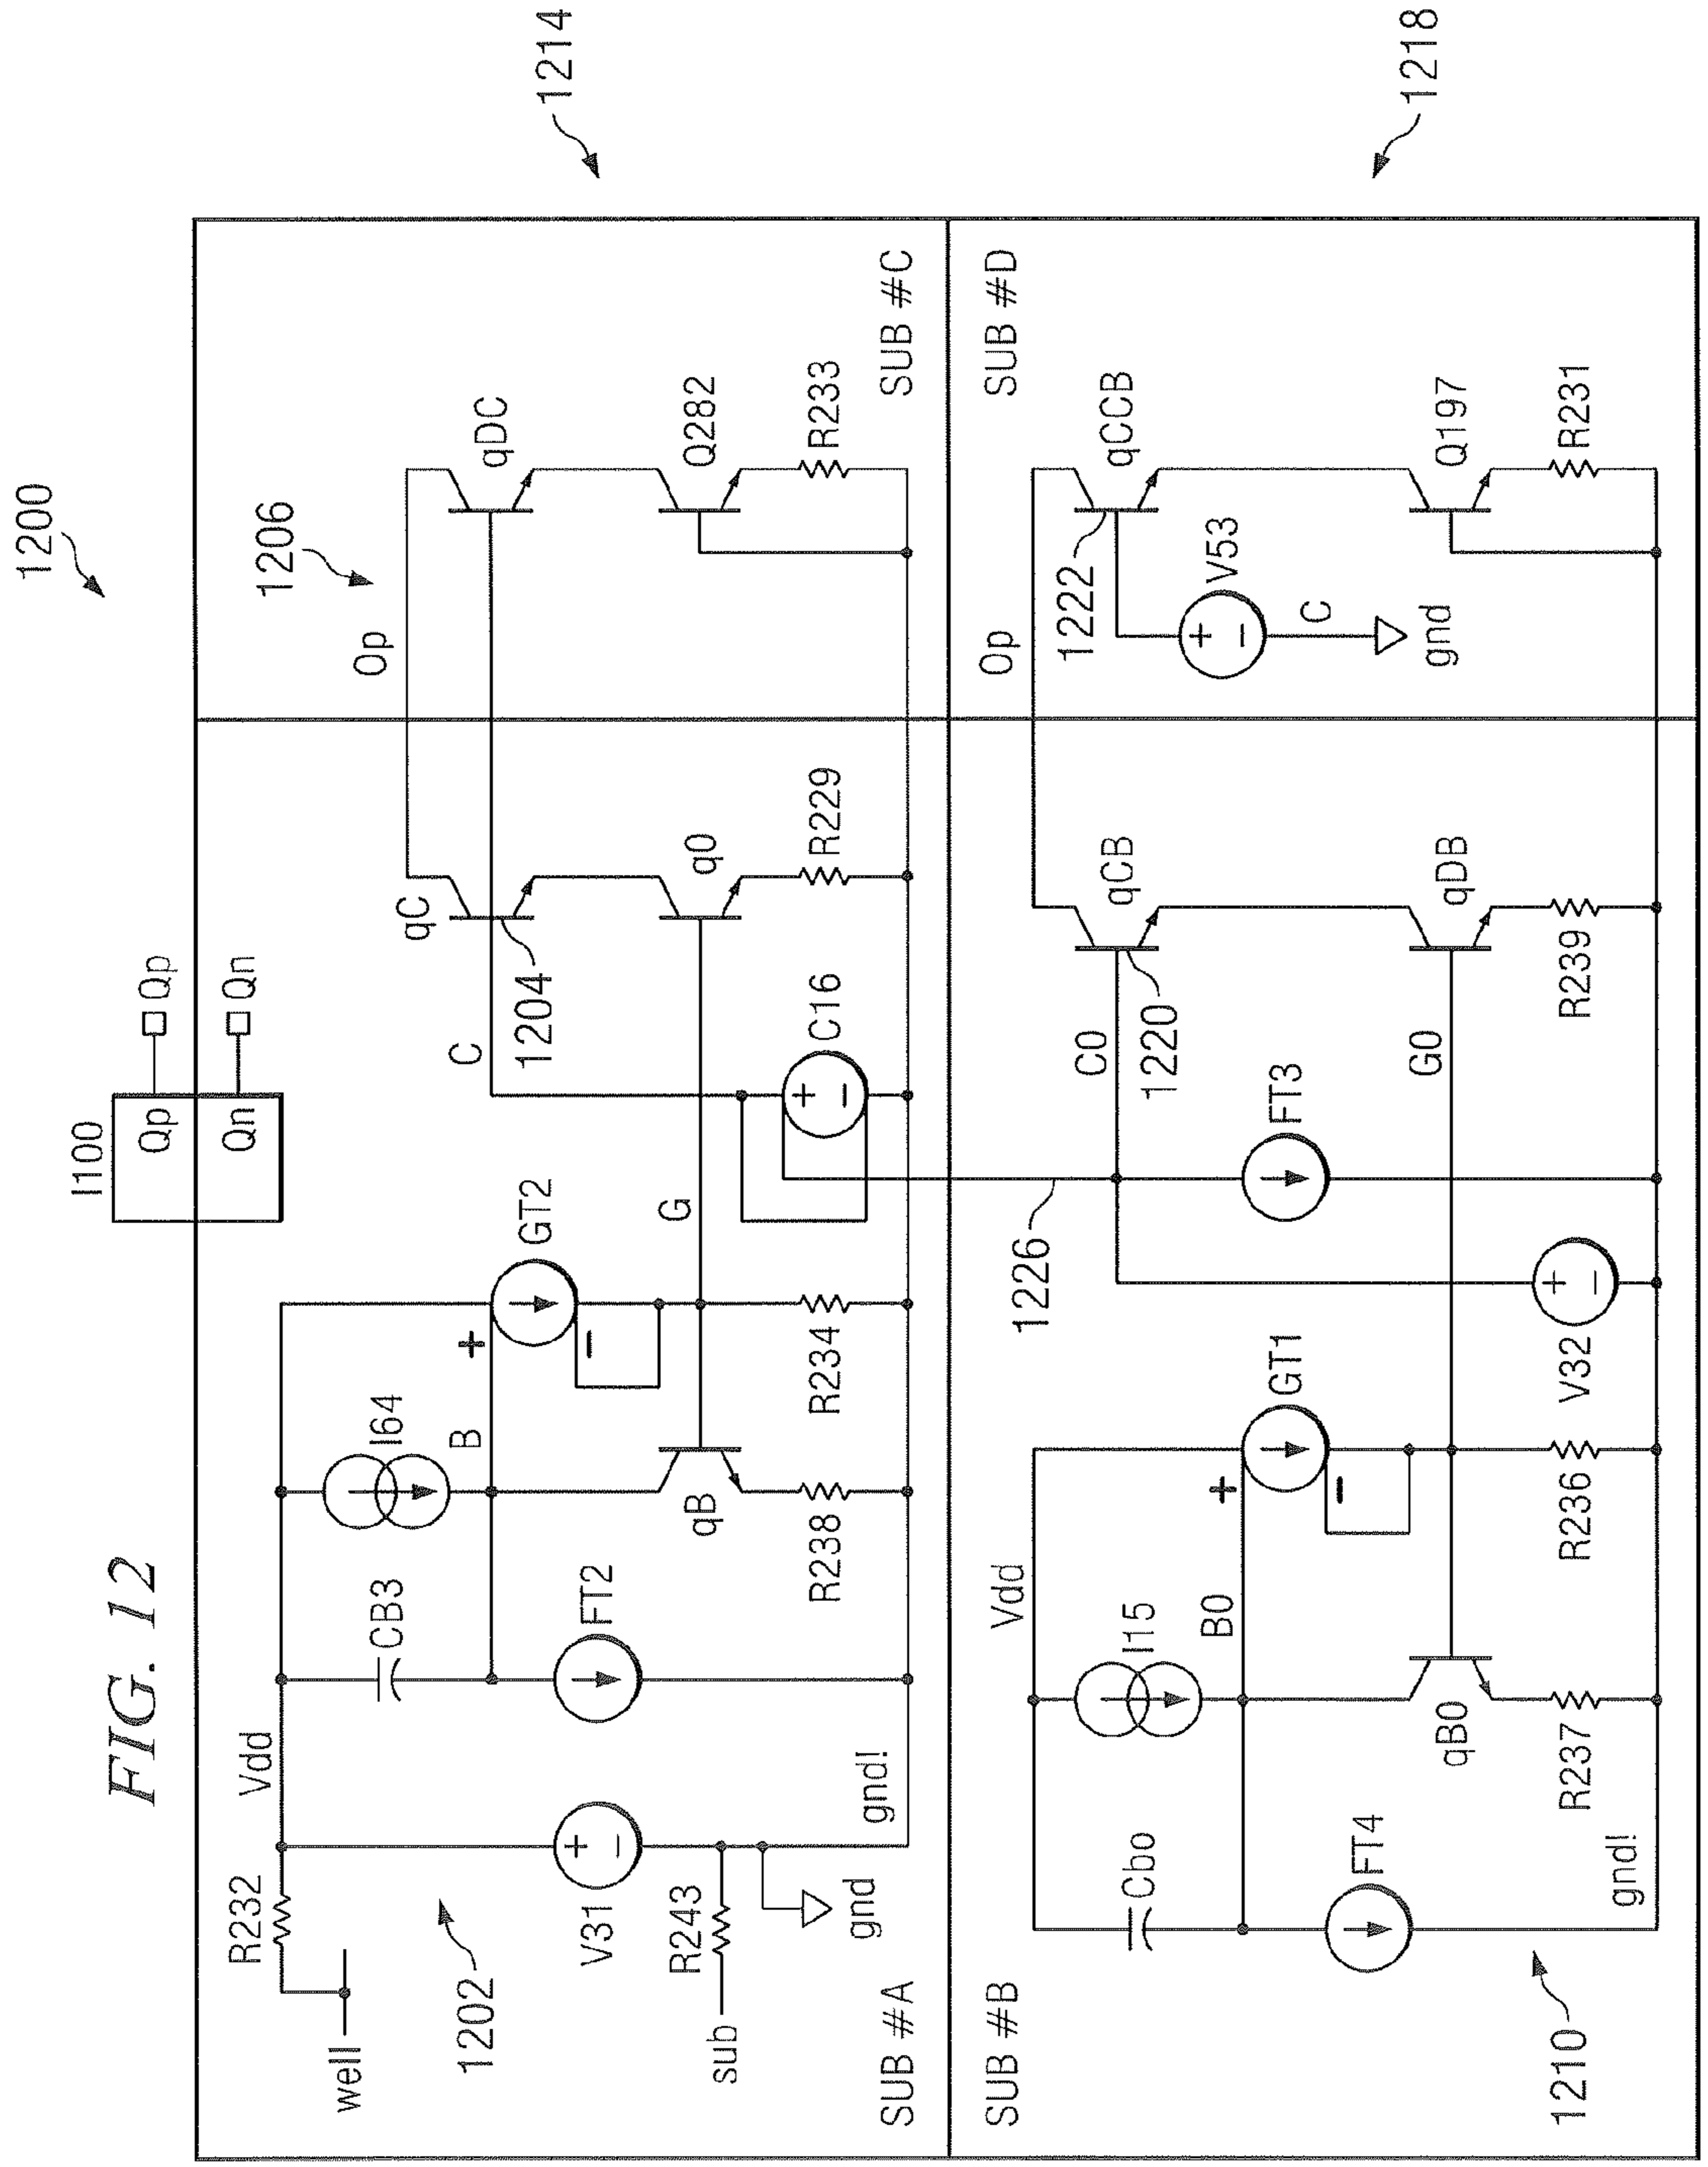 FIG. 12
1200
I100
Qp
Qn
Qp
Qn
1214
1218
well
R232
Vdd
CB3
I64
B
GT2
+
-
1202
V31
+
-
R243
sub
gnd
gnd!
FT2
R238
qB
R234
G
C
C16
+
-
1204
qC
q0
R229
Op
1206
qDC
Q282
R233
SUB #A
SUB #C
SUB #B
SUB #D
Vdd
Cbo
I15
B0
GT1
+
-
FT4
gnd!
1210
qB0
R237
R236
V32
+
-
1226
FT3
C0
G0
1220
qCB
qDB
R239
Op
1222
V53
+
-
C
gnd
qCCB
Q197
R231